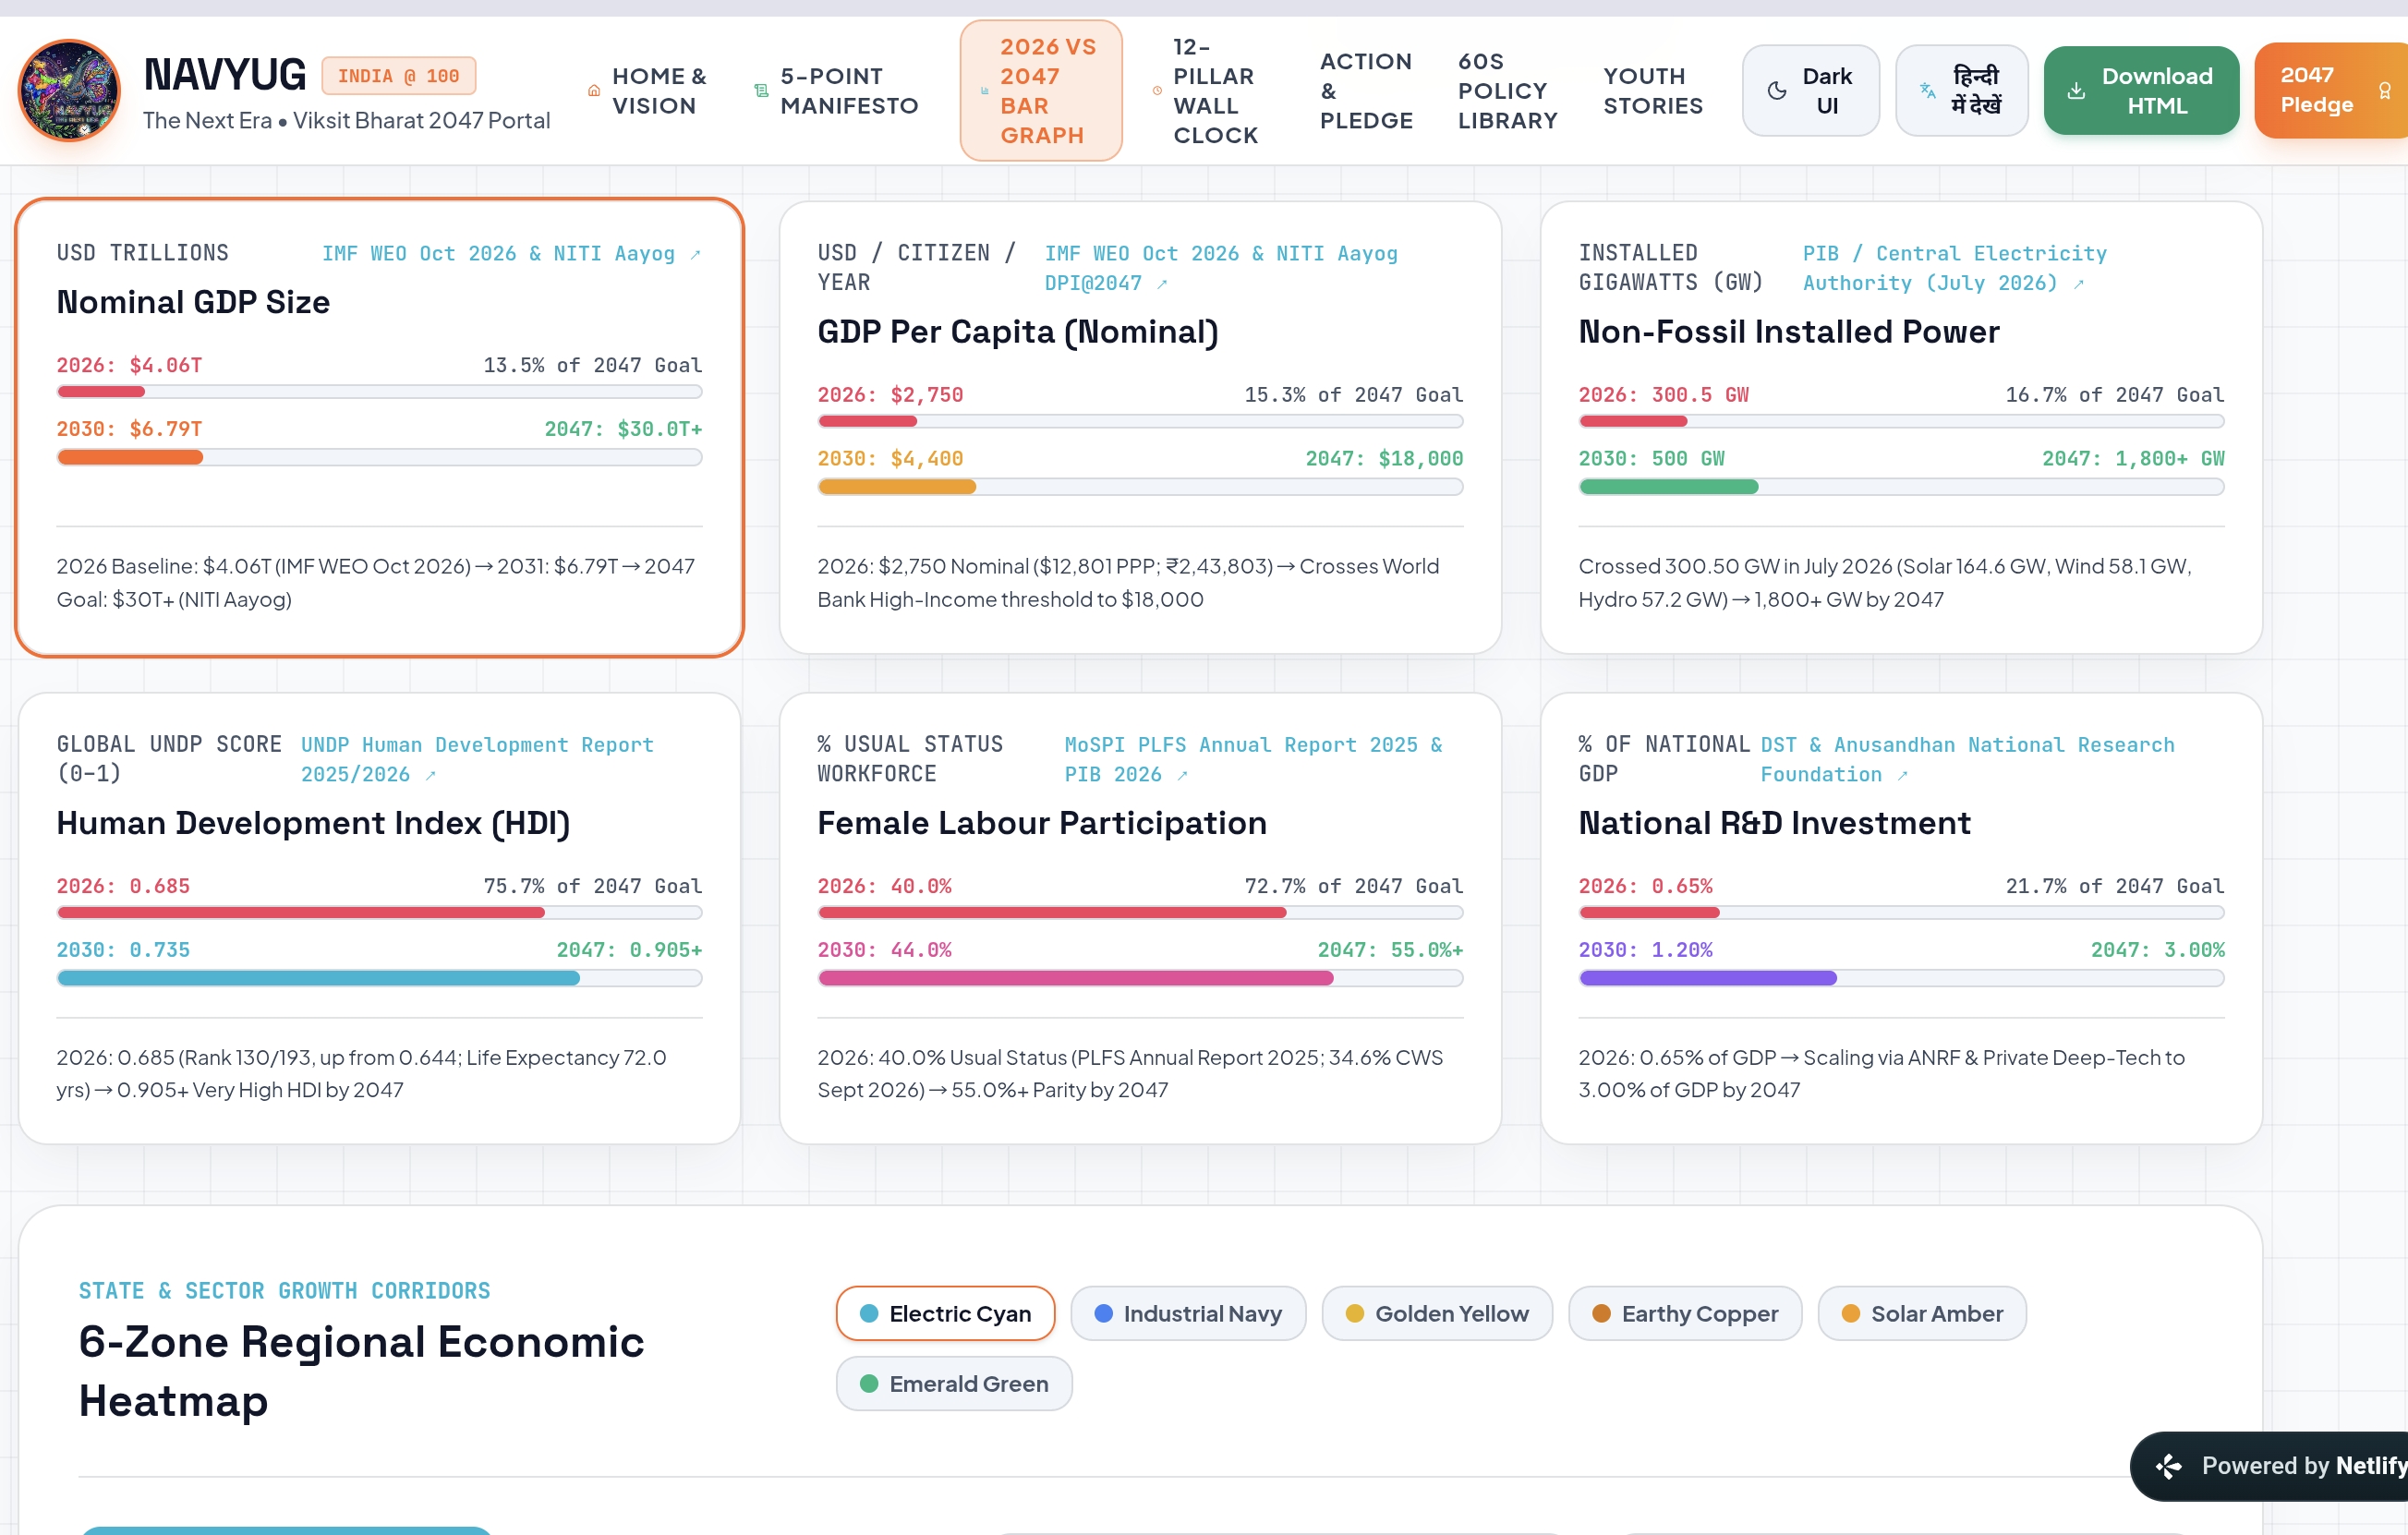 NAVYUG INDIA @ 100
The Next Era • Viksit Bharat 2047 Portal
HOME &
VISION
5-POINT
MANIFESTO
2026 VS
2047
BAR
GRAPH
12-
PILLAR
WALL
CLOCK
ACTION
&
PLEDGE
60S
POLICY
LIBRARY
YOUTH
STORIES
Dark
UI
हिन्दी
में देखें
Download
HTML
2047
Pledge
USD TRILLIONS
IMF WEO Oct 2026 & NITI Aayog ↗
Nominal GDP Size
2026: $4.06T 13.5% of 2047 Goal
2030: $6.79T 2047: $30.0T+
2026 Baseline: $4.06T (IMF WEO Oct 2026) → 2031: $6.79T → 2047
Goal: $30T+ (NITI Aayog)
USD / CITIZEN /
YEAR
IMF WEO Oct 2026 & NITI Aayog
DPI@2047 ↗
GDP Per Capita (Nominal)
2026: $2,750 15.3% of 2047 Goal
2030: $4,400 2047: $18,000
2026: $2,750 Nominal ($12,801 PPP; ₹2,43,803) → Crosses World
Bank High-Income threshold to $18,000
INSTALLED
GIGAWATTS (GW)
PIB / Central Electricity
Authority (July 2026) ↗
Non-Fossil Installed Power
2026: 300.5 GW 16.7% of 2047 Goal
2030: 500 GW 2047: 1,800+ GW
Crossed 300.50 GW in July 2026 (Solar 164.6 GW, Wind 58.1 GW,
Hydro 57.2 GW) → 1,800+ GW by 2047
GLOBAL UNDP SCORE
(0-1)
UNDP Human Development Report
2025/2026 ↗
Human Development Index (HDI)
2026: 0.685 75.7% of 2047 Goal
2030: 0.735 2047: 0.905+
2026: 0.685 (Rank 130/193, up from 0.644; Life Expectancy 72.0
yrs) → 0.905+ Very High HDI by 2047
% USUAL STATUS
WORKFORCE
MoSPI PLFS Annual Report 2025 &
PIB 2026 ↗
Female Labour Participation
2026: 40.0% 72.7% of 2047 Goal
2030: 44.0% 2047: 55.0%+
2026: 40.0% Usual Status (PLFS Annual Report 2025; 34.6% CWS
Sept 2026) → 55.0%+ Parity by 2047
% OF NATIONAL
GDP
DST & Anusandhan National Research
Foundation ↗
National R&D Investment
2026: 0.65% 21.7% of 2047 Goal
2030: 1.20% 2047: 3.00%
2026: 0.65% of GDP → Scaling via ANRF & Private Deep-Tech to
3.00% of GDP by 2047
STATE & SECTOR GROWTH CORRIDORS
6-Zone Regional Economic
Heatmap
Electric Cyan
Industrial Navy
Golden Yellow
Earthy Copper
Solar Amber
Emerald Green
Powered by Netlify